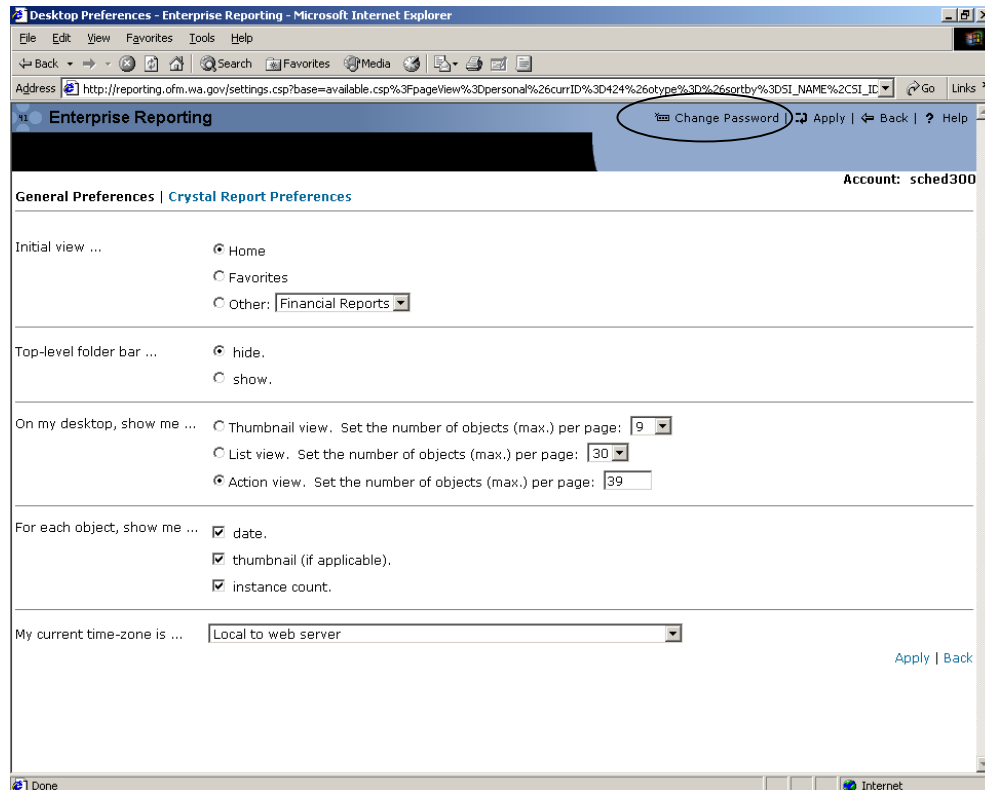 Desktop Preferences - Enterprise Reporting - Microsoft Internet Explorer
File Edit View Favorites Tools Help
Back Search Favorites Media
Address http://reporting.ofm.wa.gov/settings.csp?base=available.csp%3FpageView%3Dpersonal%26currID%3D424%26otype%3D%26sortby%3DSI_NAME%2CSI_ID Go Links
Enterprise Reporting Change Password | Apply | Back | ? Help
Account: sched300
General Preferences | Crystal Report Preferences
Initial view ... Home
Favorites
Other: Financial Reports
Top-level folder bar ... hide.
show.
On my desktop, show me ... Thumbnail view. Set the number of objects (max.) per page: 9
List view. Set the number of objects (max.) per page: 30
Action view. Set the number of objects (max.) per page: 39
For each object, show me ... date.
thumbnail (if applicable).
instance count.
My current time-zone is ... Local to web server
Apply | Back
Done Internet